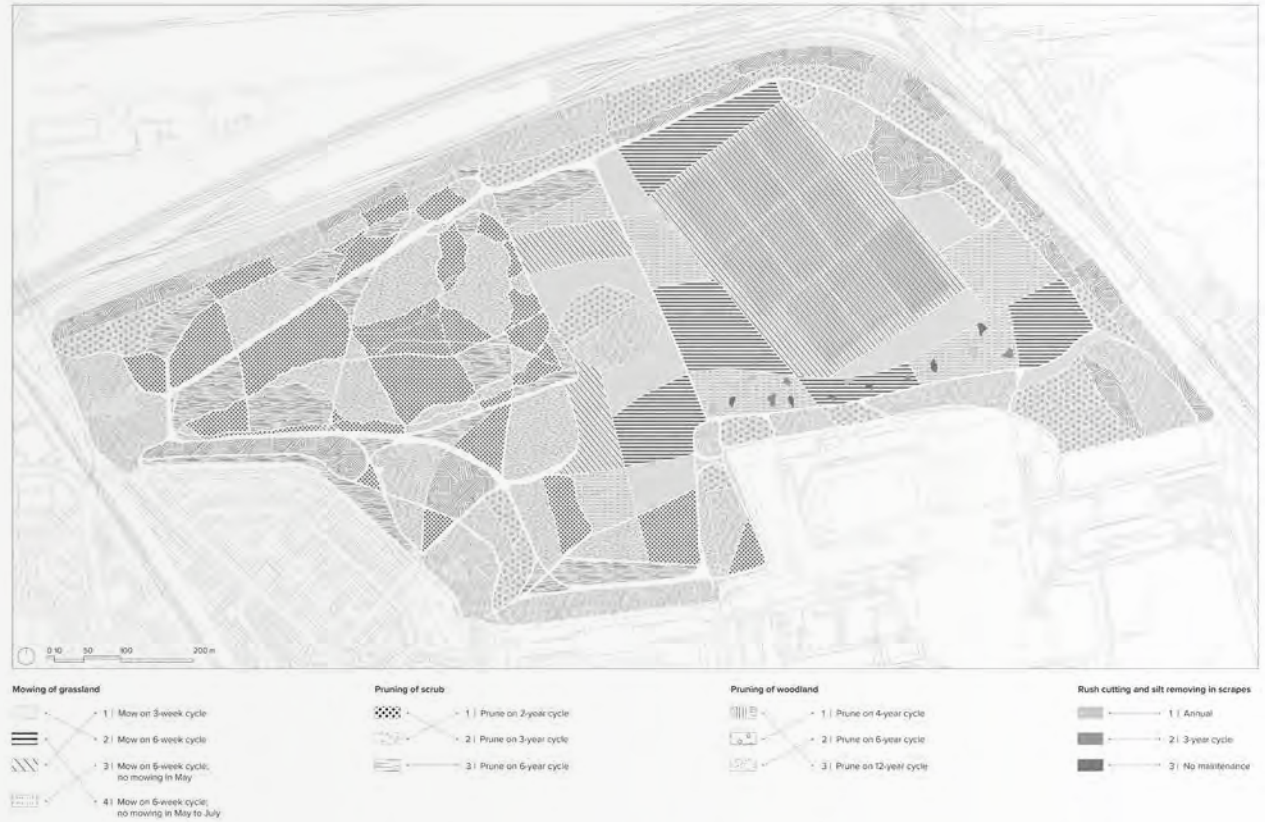 0 10 50 100 200 m
Mowing of grassland
1 | Mow on 3-week cycle
2 | Mow on 6-week cycle
3 | Mow on 6-week cycle;
no mowing in May
4 | Mow on 6-week cycle;
no mowing in May to July
Pruning of scrub
1 | Prune on 2-year cycle
2 | Prune on 3-year cycle
3 | Prune on 6-year cycle
Pruning of woodland
1 | Prune on 4-year cycle
2 | Prune on 6-year cycle
3 | Prune on 12-year cycle
Rush cutting and silt removing in scrapes
1 | Annual
2 | 3-year cycle
3 | No maintenance